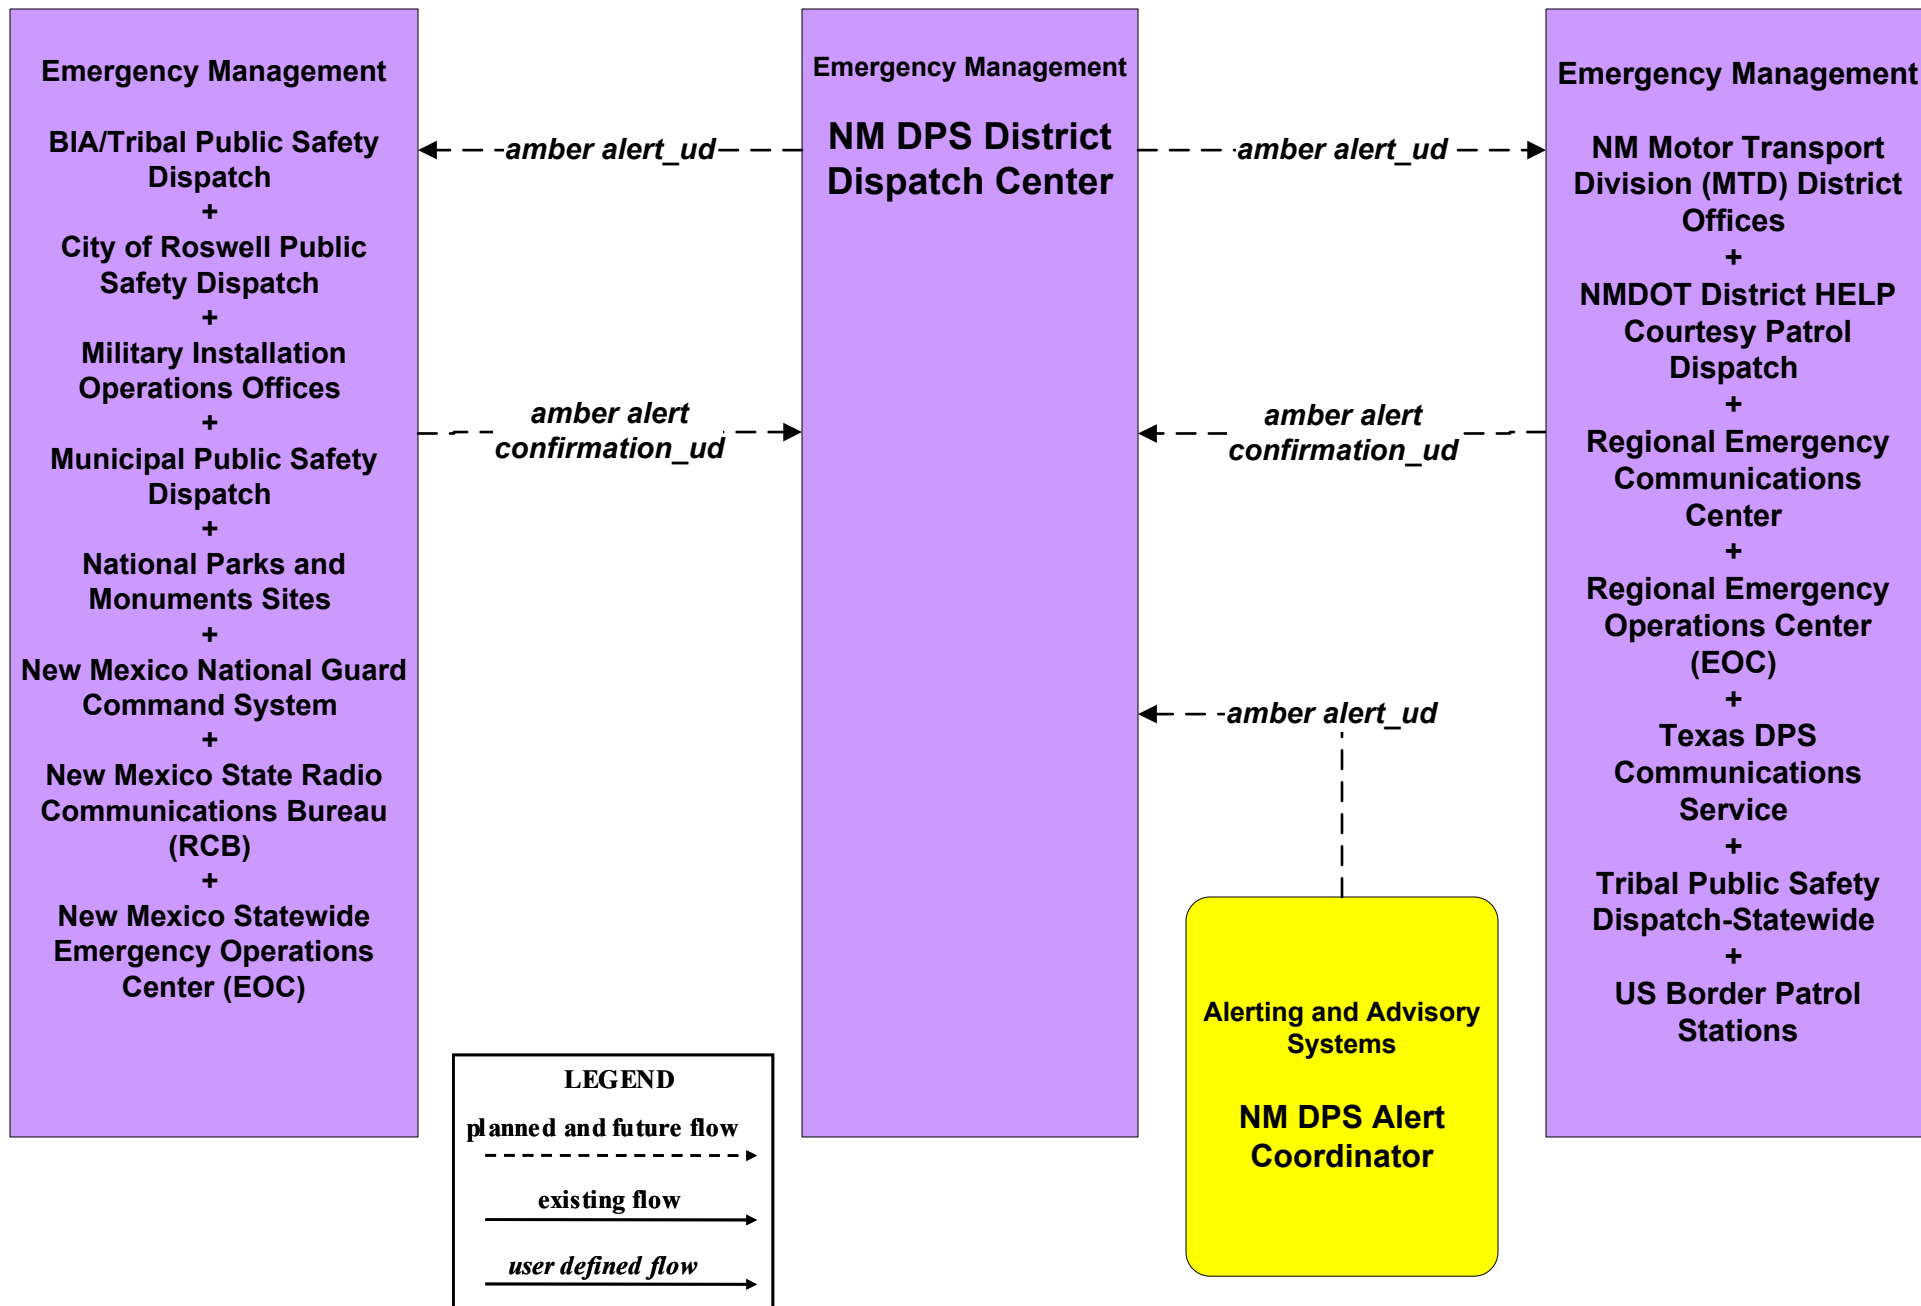 Emergency Management
BIA/Tribal Public Safety
Dispatch
+
City of Roswell Public
Safety Dispatch
+
Military Installation
Operations Offices
+
Municipal Public Safety
Dispatch
+
National Parks and
Monuments Sites
+
New Mexico National Guard
Command System
+
New Mexico State Radio
Communications Bureau
(RCB)
+
New Mexico Statewide
Emergency Operations
Center (EOC)
amber alert_ud
amber alert
confirmation_ud
Emergency Management
NM DPS District
Dispatch Center
amber alert_ud
amber alert
confirmation_ud
amber alert_ud
Emergency Management
NM Motor Transport
Division (MTD) District
Offices
+
NMDOT District HELP
Courtesy Patrol
Dispatch
+
Regional Emergency
Communications
Center
+
Regional Emergency
Operations Center
(EOC)
+
Texas DPS
Communications
Service
+
Tribal Public Safety
Dispatch-Statewide
+
US Border Patrol
Stations
Alerting and Advisory
Systems
NM DPS Alert
Coordinator
LEGEND
planned and future flow
existing flow
user defined flow